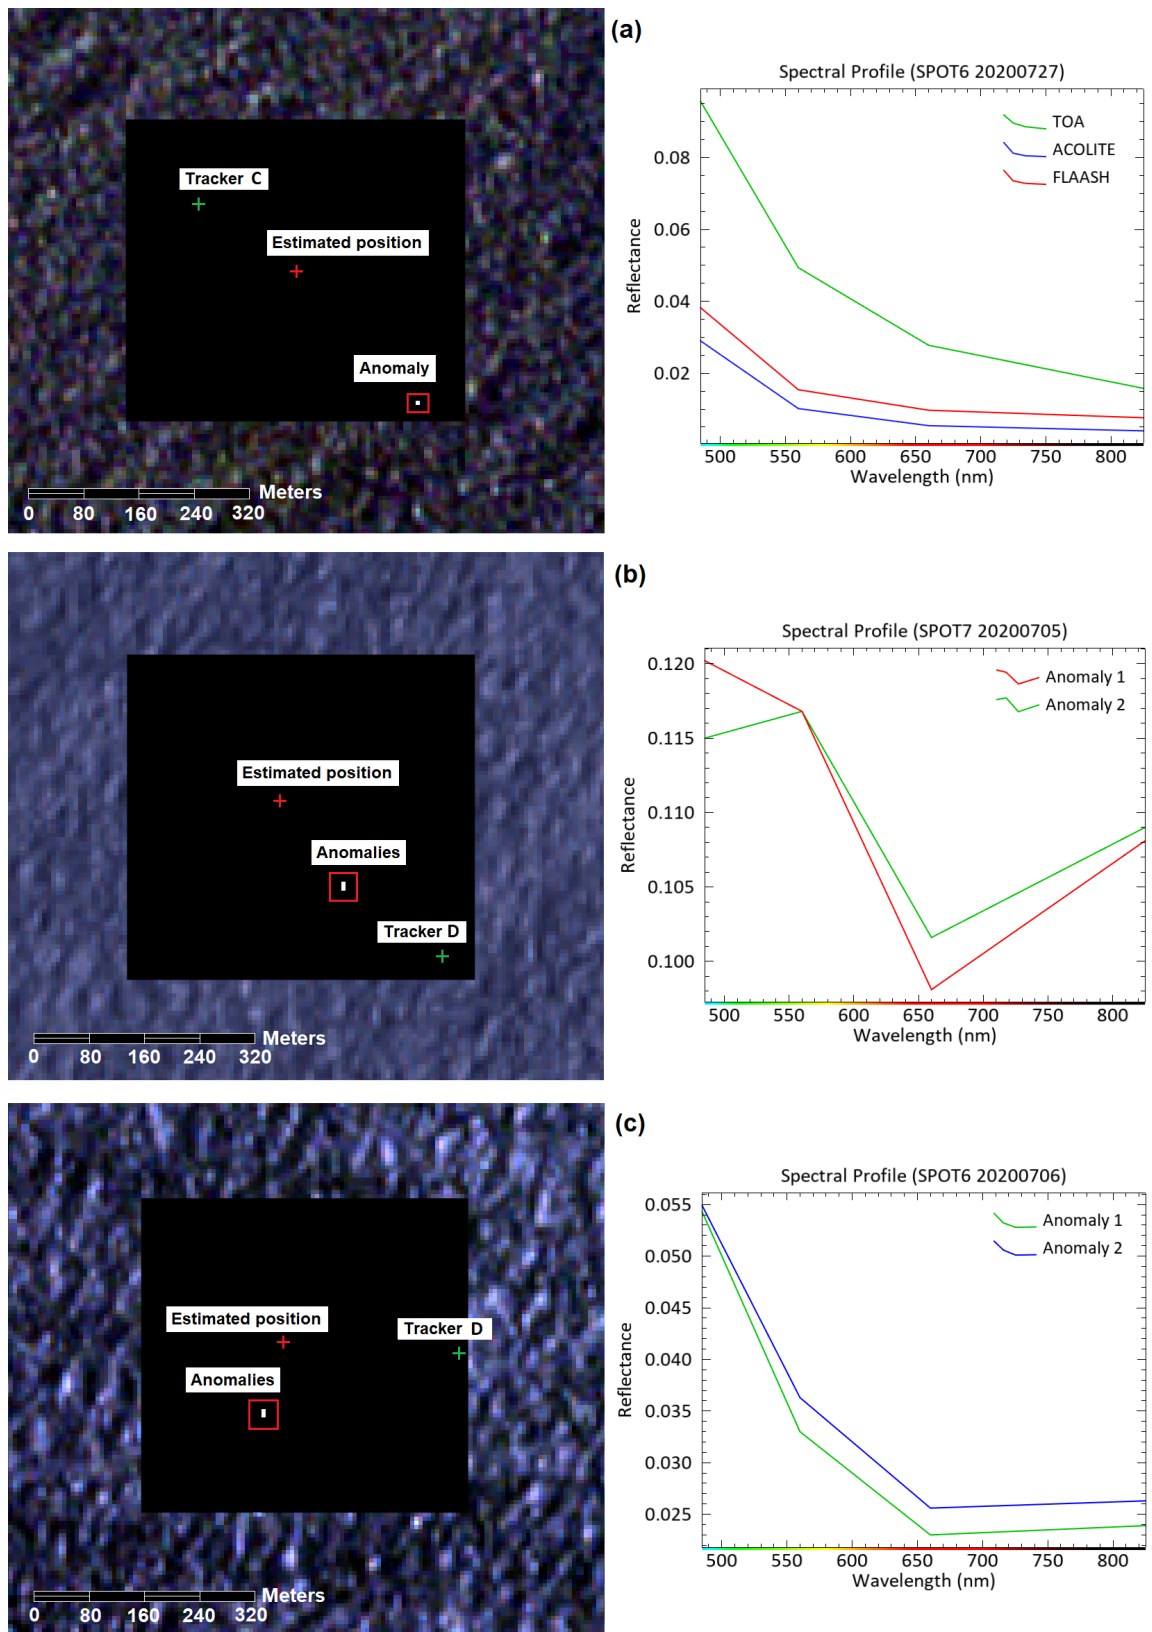 (a)
Tracker C
Estimated position
Anomaly
Meters
0 80 160 240 320
Spectral Profile (SPOT6 20200727)
TOA
ACOLITE
FLAASH
Reflectance
0.08
0.06
0.04
0.02
500 550 600 650 700 750 800
Wavelength (nm)
(b)
Estimated position
Anomalies
Tracker D
Meters
0 80 160 240 320
Spectral Profile (SPOT7 20200705)
Anomaly 1
Anomaly 2
Reflectance
0.120
0.115
0.110
0.105
0.100
500 550 600 650 700 750 800
Wavelength (nm)
(c)
Estimated position
Tracker D
Anomalies
Meters
0 80 160 240 320
Spectral Profile (SPOT6 20200706)
Anomaly 1
Anomaly 2
Reflectance
0.055
0.050
0.045
0.040
0.035
0.030
0.025
500 550 600 650 700 750 800
Wavelength (nm)